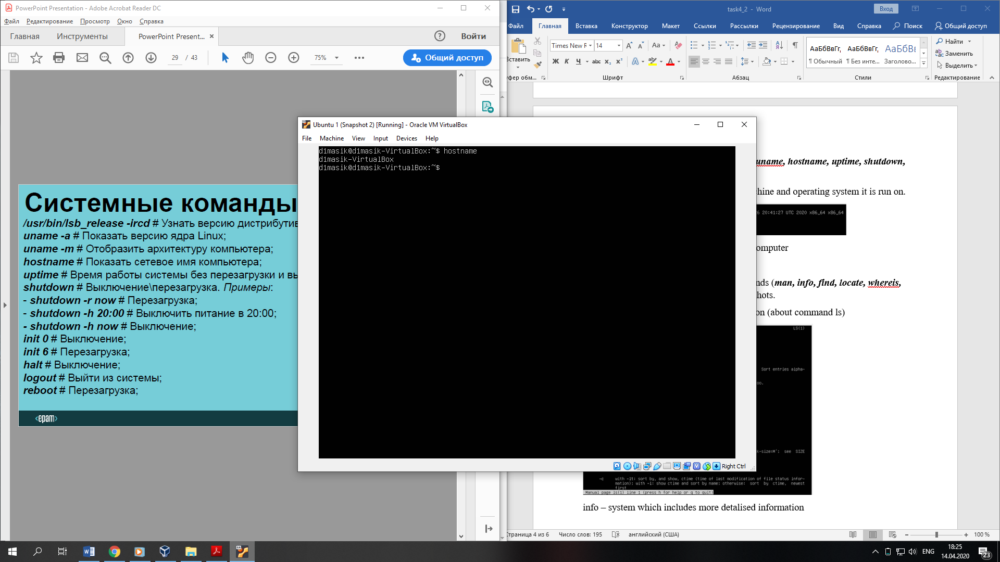 PowerPoint Presentation - Adobe Acrobat Reader DC
Файл Редактирование Просмотр Окно Справка
Главная Инструменты PowerPoint Present... × Войти
29 / 43 75% Общий доступ
Системные команды
/usr/bin/lsb_release -ircd # Узнать версию дистрибутив
uname -a # Показать версию ядра Linux;
uname -m # Отобразить архитектуру компьютера;
hostname # Показать сетевое имя компьютера;
uptime # Время работы системы без перезагрузки и вы
shutdown # Выключение\перезагрузка. Примеры:
- shutdown -r now # Перезагрузка;
- shutdown -h 20:00 # Выключить питание в 20:00;
- shutdown -h now # Выключение;
init 0 # Выключение;
init 6 # Перезагрузка;
halt # Выключение;
logout # Выйти из системы;
reboot # Перезагрузка;
<epam>
Ubuntu 1 (Snapshot 2) [Running] - Oracle VM VirtualBox
File Machine View Input Devices Help
d1masik@d1masik-VirtualBox:~$ hostname
d1masik-VirtualBox
d1masik@d1masik-VirtualBox:~$
Right Ctrl
task4_2 - Word
Вход
Файл Главная Вставка Конструктор Макет Ссылки Рассылки Рецензирование Вид Справка Поиск Общий доступ
Вставить
Times New R 14 Aa
Ж К Ч abc x₂ x²
АаБбВвГг, АаБбВвГг, АаБбВв
¶ Обычный ¶ Без инте... Заголово...
Найти
Заменить
Выделить
уфер обм... Шрифт Абзац Стили Редактирование
uname, hostname, uptime, shutdown,
hine and operating system it is run on.
6 20:41:27 UTC 2020 x86_64 x86_64
omputer
nds (man, info, find, locate, whereis,
hots.
on (about command ls)
LS(1)
Sort entries alpha-
oo.
k-size=M'; see SIZE
-c with -lt: sort by, and show, ctime (time of last modification of file status infor-
mation); with -l: show ctime and sort by name; otherwise: sort by ctime, newest
first
Manual page ls(1) line 1 (press h for help or q to quit)
info – system which includes more detalised information
Страница 4 из 6 Число слов: 195 английский (США) 100 %
ENG 18:25
14.04.2020
23